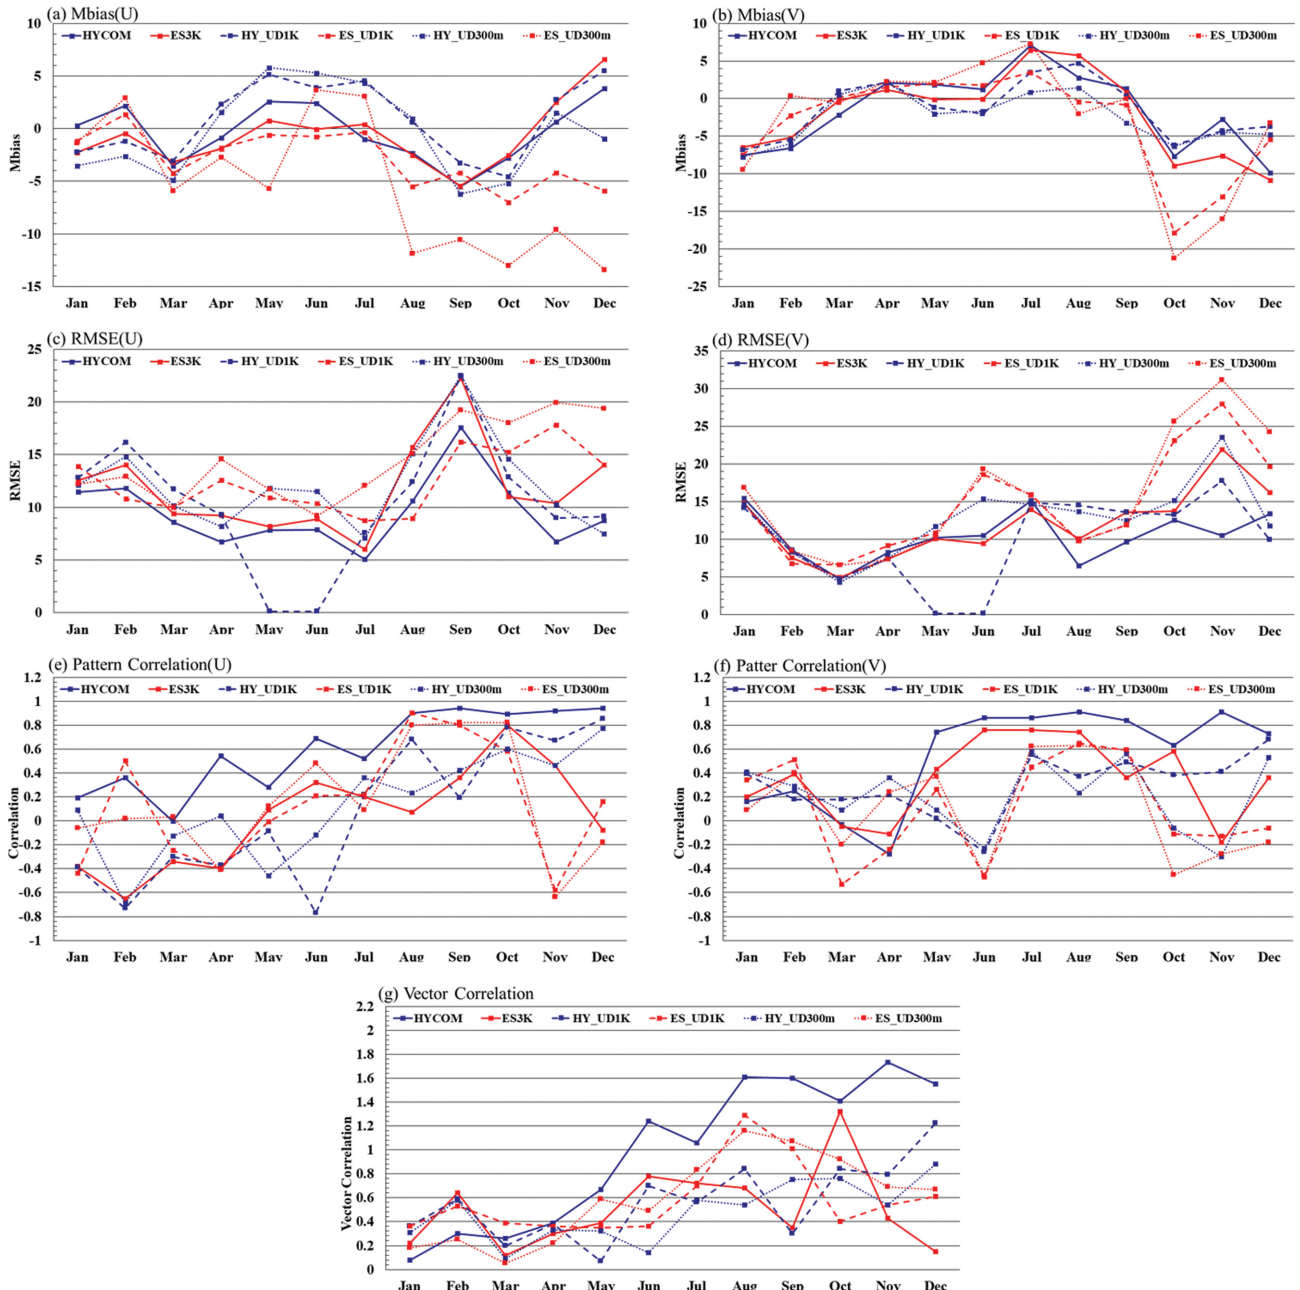 (a) Mbias(U)
HYCOM ES3K HY_UD1K ES_UD1K HY_UD300m ES_UD300m
10
5
0
-5
-10
-15
Mbias
Jan Feb Mar Apr May Jun Jul Aug Sep Oct Nov Dec
(b) Mbias(V)
HYCOM ES3K HY_UD1K ES_UD1K HY_UD300m ES_UD300m
10
5
0
-5
-10
-15
-20
-25
Mbias
Jan Feb Mar Apr May Jun Jul Aug Sep Oct Nov Dec
(c) RMSE(U)
HYCOM ES3K HY_UD1K ES_UD1K HY_UD300m ES_UD300m
25
20
15
10
5
0
RMSE
Jan Feb Mar Apr May Jun Jul Aug Sep Oct Nov Dec
(d) RMSE(V)
HYCOM ES3K HY_UD1K ES_UD1K HY_UD300m ES_UD300m
35
30
25
20
15
10
5
0
RMSE
Jan Feb Mar Apr May Jun Jul Aug Sep Oct Nov Dec
(e) Pattern Correlation(U)
HYCOM ES3K HY_UD1K ES_UD1K HY_UD300m ES_UD300m
1.2
1
0.8
0.6
0.4
0.2
0
-0.2
-0.4
-0.6
-0.8
-1
Correlation
Jan Feb Mar Apr May Jun Jul Aug Sep Oct Nov Dec
(f) Patter Correlation(V)
HYCOM ES3K HY_UD1K ES_UD1K HY_UD300m ES_UD300m
1.2
1
0.8
0.6
0.4
0.2
0
-0.2
-0.4
-0.6
-0.8
-1
Correlation
Jan Feb Mar Apr May Jun Jul Aug Sep Oct Nov Dec
(g) Vector Correlation
HYCOM ES3K HY_UD1K ES_UD1K HY_UD300m ES_UD300m
2.2
2
1.8
1.6
1.4
1.2
1
0.8
0.6
0.4
0.2
0
Vector Correlation
Jan Feb Mar Apr May Jun Jul Aug Sep Oct Nov Dec